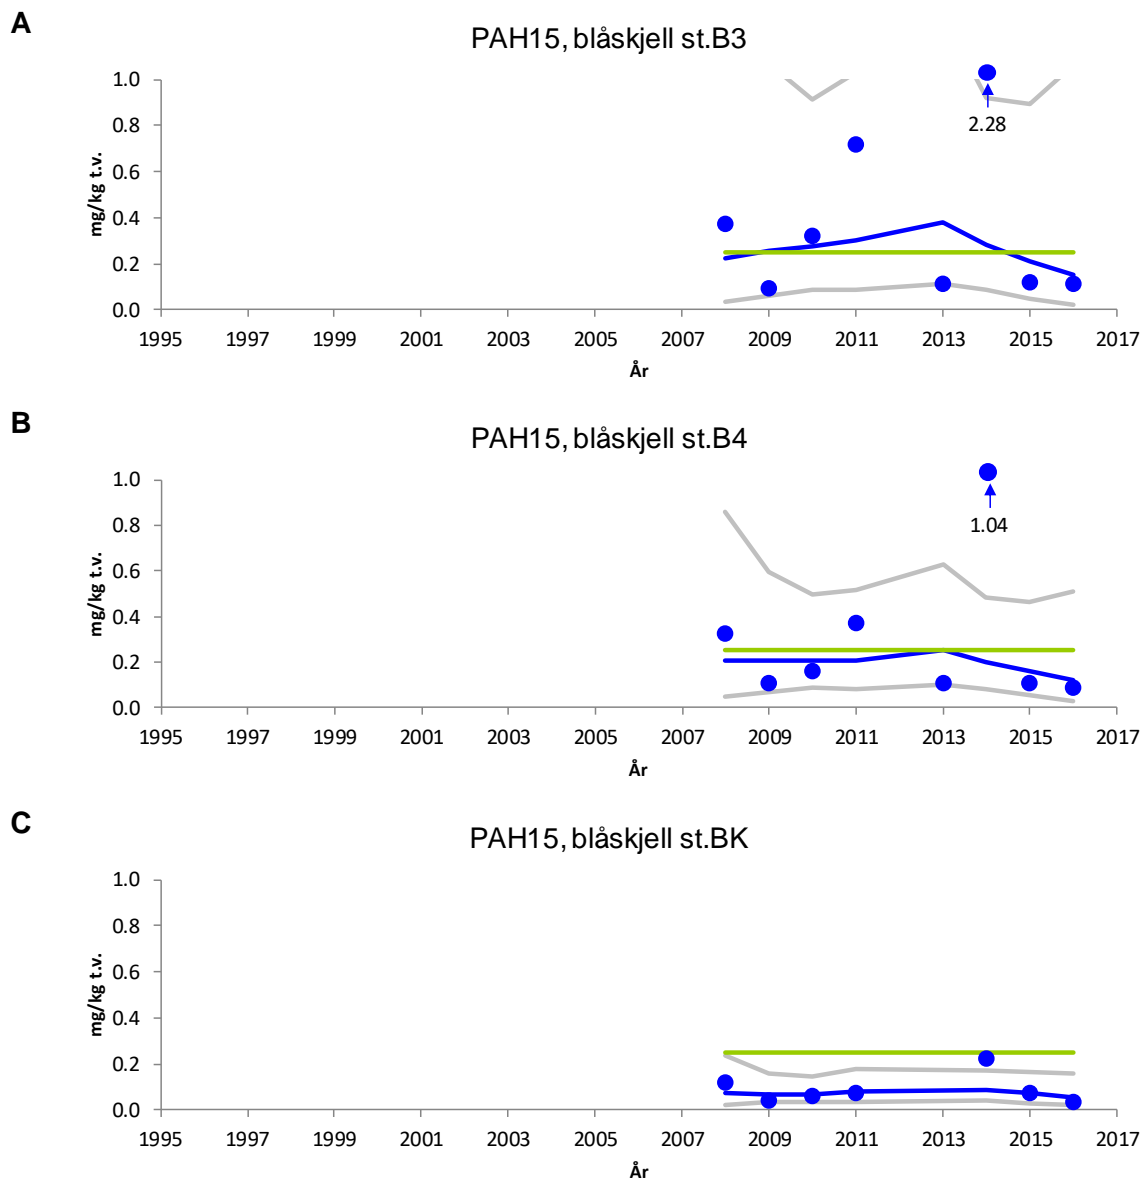 A
PAH15, blåskjell st.B3
mg/kg t.v.
1.0
0.8
0.6
0.4
0.2
0.0
2.28
1995 1997 1999 2001 2003 2005 2007 2009 2011 2013 2015 2017
År
B
PAH15, blåskjell st.B4
mg/kg t.v.
1.0
0.8
0.6
0.4
0.2
0.0
1.04
1995 1997 1999 2001 2003 2005 2007 2009 2011 2013 2015 2017
År
C
PAH15, blåskjell st.BK
mg/kg t.v.
1.0
0.8
0.6
0.4
0.2
0.0
1995 1997 1999 2001 2003 2005 2007 2009 2011 2013 2015 2017
År